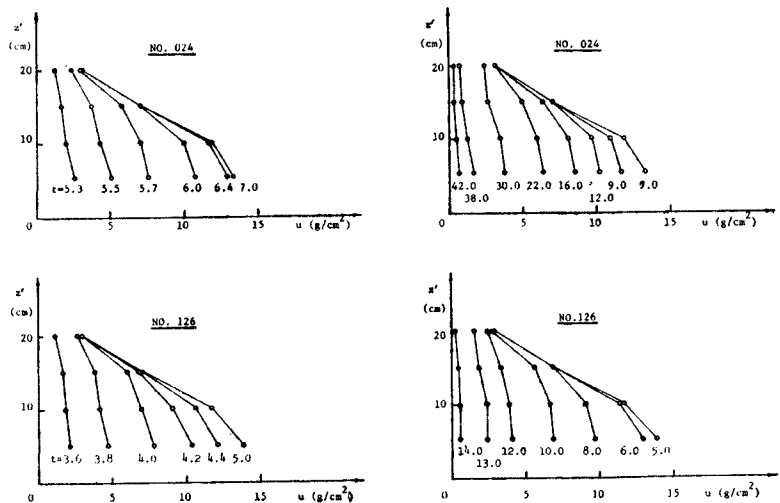 z'
(cm)
NO. 024
20
10
t=5.3 5.5 5.7 6.0 6.4 7.0
0 5 10 15
u (g/cm²)
z'
(cm)
NO. 024
20
10
42.0 30.0 22.0 16.0 9.0
38.0 12.0
0 5 10 15
u (g/cm²)
z'
(cm)
NO. 126
20
10
t=3.6 3.8 4.0 4.2 4.4 5.0
0 5 10 15
u (g/cm²)
z'
(cm)
NO.126
20
10
14.0 12.0 10.0 8.0 6.0 5.0
13.0
0 5 10 15
u (g/cm²)